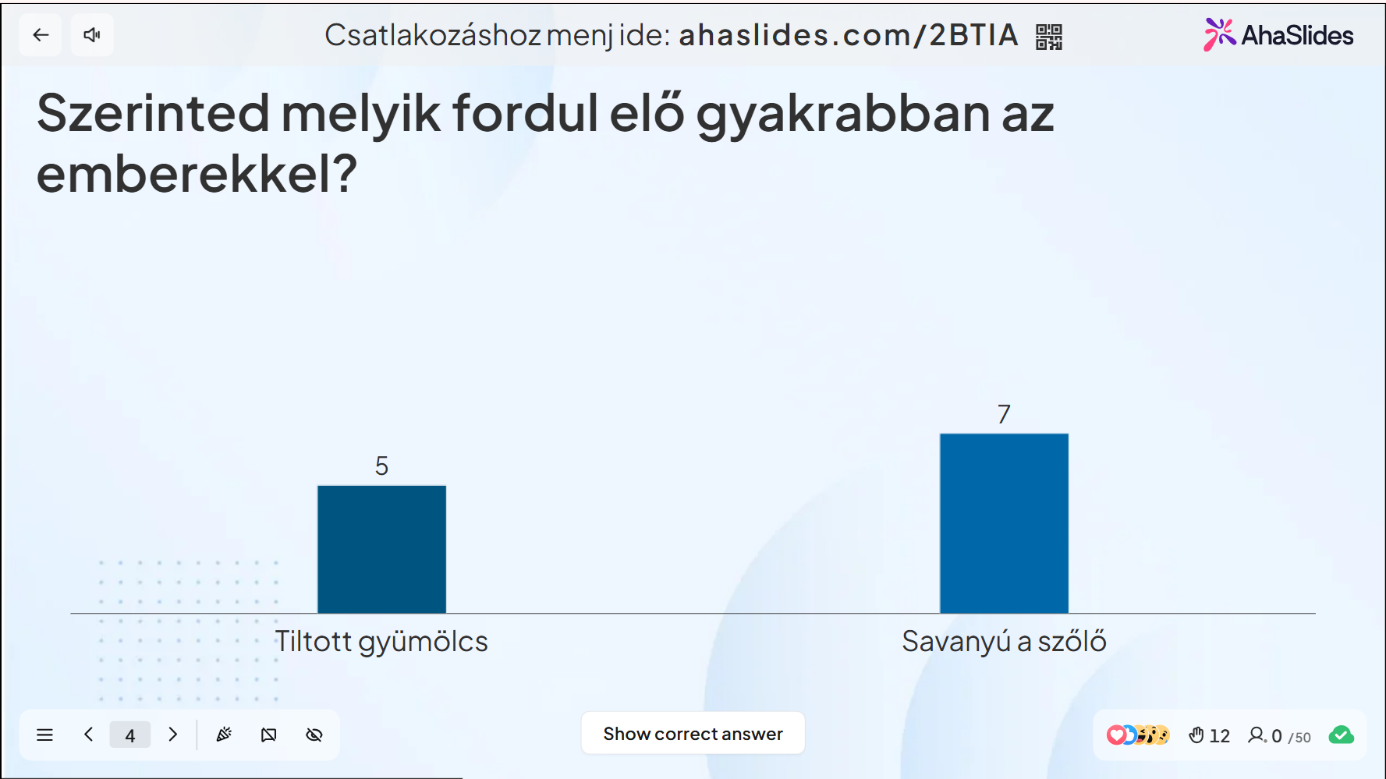 Csatlakozáshoz menj ide: ahaslides.com/2BTIA
AhaSlides
Szerinted melyik fordul elő gyakrabban az
emberekkel?
5
7
Tiltott gyümölcs
Savanyú a szőlő
4
Show correct answer
12
0 /50